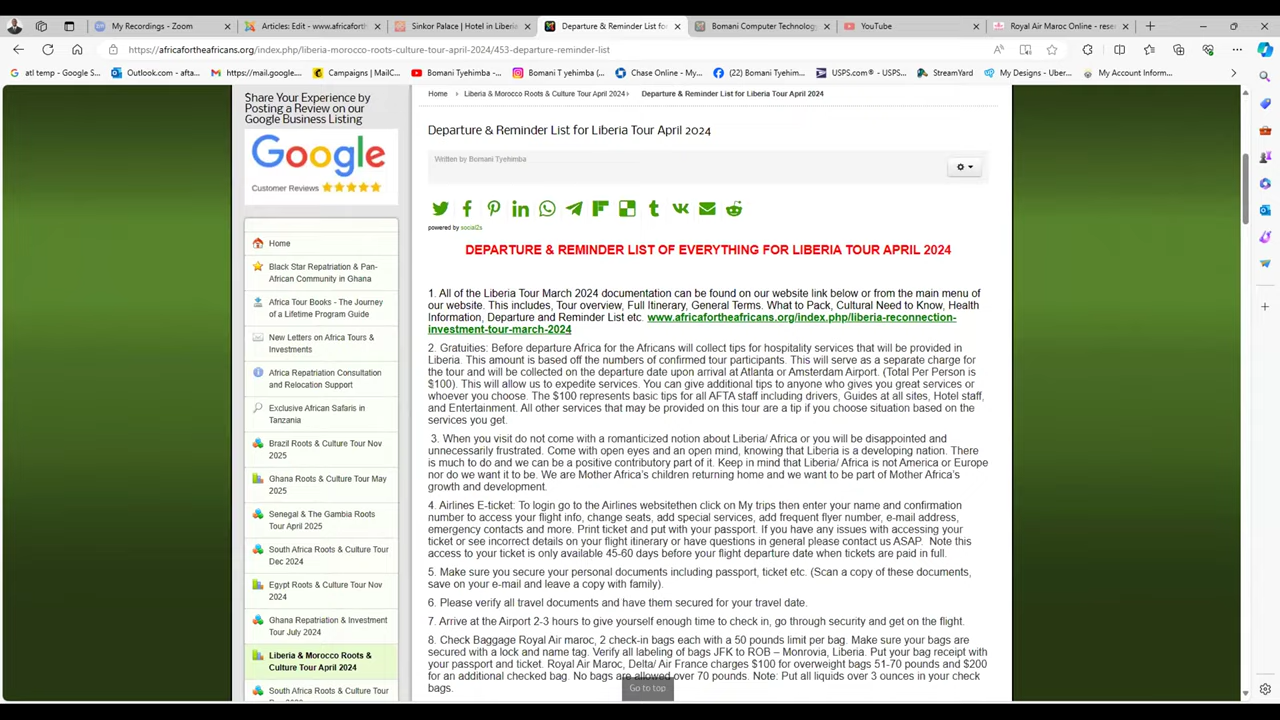 My Recordings - Zoom
Articles: Edit - www.africaforth
Sinkor Palace | Hotel in Liberia
Departure & Reminder List for
Bomani Computer Technology
YouTube
Royal Air Maroc Online - rese
https://africafortheafricans.org/index.php/liberia-morocco-roots-culture-tour-april-2024/453-departure-reminder-list
atl temp - Google S...
Outlook.com - afta...
https://mail.google....
Campaigns | MailC...
Bomani Tyehimba -...
Bomani T yehimba (...
Chase Online - My...
(22) Bomani Tyehim...
USPS.com® - USPS...
StreamYard
My Designs - Uber...
My Account Inform...
Share Your Experience by
Posting a Review on our
Google Business Listing
Google
Customer Reviews
Home
Black Star Repatriation & Pan-
African Community in Ghana
Africa Tour Books - The Journey
of a Lifetime Program Guide
New Letters on Africa Tours &
Investments
Africa Repatriation Consultation
and Relocation Support
Exclusive African Safaris in
Tanzania
Brazil Roots & Culture Tour Nov
2025
Ghana Roots & Culture Tour May
2025
Senegal & The Gambia Roots
Tour April 2025
South Africa Roots & Culture Tour
Dec 2024
Egypt Roots & Culture Tour Nov
2024
Ghana Repatriation & Investment
Tour July 2024
Liberia & Morocco Roots &
Culture Tour April 2024
South Africa Roots & Culture Tour
Home
Liberia & Morocco Roots & Culture Tour April 2024
Departure & Reminder List for Liberia Tour April 2024
Departure & Reminder List for Liberia Tour April 2024
Written by Bomani Tyehimba
powered by social2s
DEPARTURE & REMINDER LIST OF EVERYTHING FOR LIBERIA TOUR APRIL 2024
1. All of the Liberia Tour March 2024 documentation can be found on our website link below or from the main menu of
our website. This includes, Tour overview, Full Itinerary, General Terms. What to Pack, Cultural Need to Know, Health
Information, Departure and Reminder List etc. www.africafortheafricans.org/index.php/liberia-reconnection-
investment-tour-march-2024
2. Gratuities: Before departure Africa for the Africans will collect tips for hospitality services that will be provided in
Liberia. This amount is based off the numbers of confirmed tour participants. This will serve as a separate charge for
the tour and will be collected on the departure date upon arrival at Atlanta or Amsterdam Airport. (Total Per Person is
$100). This will allow us to expedite services. You can give additional tips to anyone who gives you great services or
whoever you choose. The $100 represents basic tips for all AFTA staff including drivers, Guides at all sites, Hotel staff,
and Entertainment. All other services that may be provided on this tour are a tip if you choose situation based on the
services you get.
3. When you visit do not come with a romanticized notion about Liberia/ Africa or you will be disappointed and
unnecessarily frustrated. Come with open eyes and an open mind, knowing that Liberia is a developing nation. There
is much to do and we can be a positive contributory part of it. Keep in mind that Liberia/ Africa is not America or Europe
nor do we want it to be. We are Mother Africa's children returning home and we want to be part of Mother Africa's
growth and development.
4. Airlines E-ticket: To login go to the Airlines websitethen click on My trips then enter your name and confirmation
number to access your flight info, change seats, add special services, add frequent flyer number, e-mail address,
emergency contacts and more. Print ticket and put with your passport. If you have any issues with accessing your
ticket or see incorrect details on your flight itinerary or have questions in general please contact us ASAP. Note this
access to your ticket is only available 45-60 days before your flight departure date when tickets are paid in full.
5. Make sure you secure your personal documents including passport, ticket etc. (Scan a copy of these documents,
save on your e-mail and leave a copy with family).
6. Please verify all travel documents and have them secured for your travel date.
7. Arrive at the Airport 2-3 hours to give yourself enough time to check in, go through security and get on the flight.
8. Check Baggage Royal Air maroc, 2 check-in bags each with a 50 pounds limit per bag. Make sure your bags are
secured with a lock and name tag. Verify all labeling of bags JFK to ROB – Monrovia, Liberia. Put your bag receipt with
your passport and ticket. Royal Air Maroc, Delta/ Air France charges $100 for overweight bags 51-70 pounds and $200
for an additional checked bag. No bags are allowed over 70 pounds. Note: Put all liquids over 3 ounces in your check
bags.
Go to top